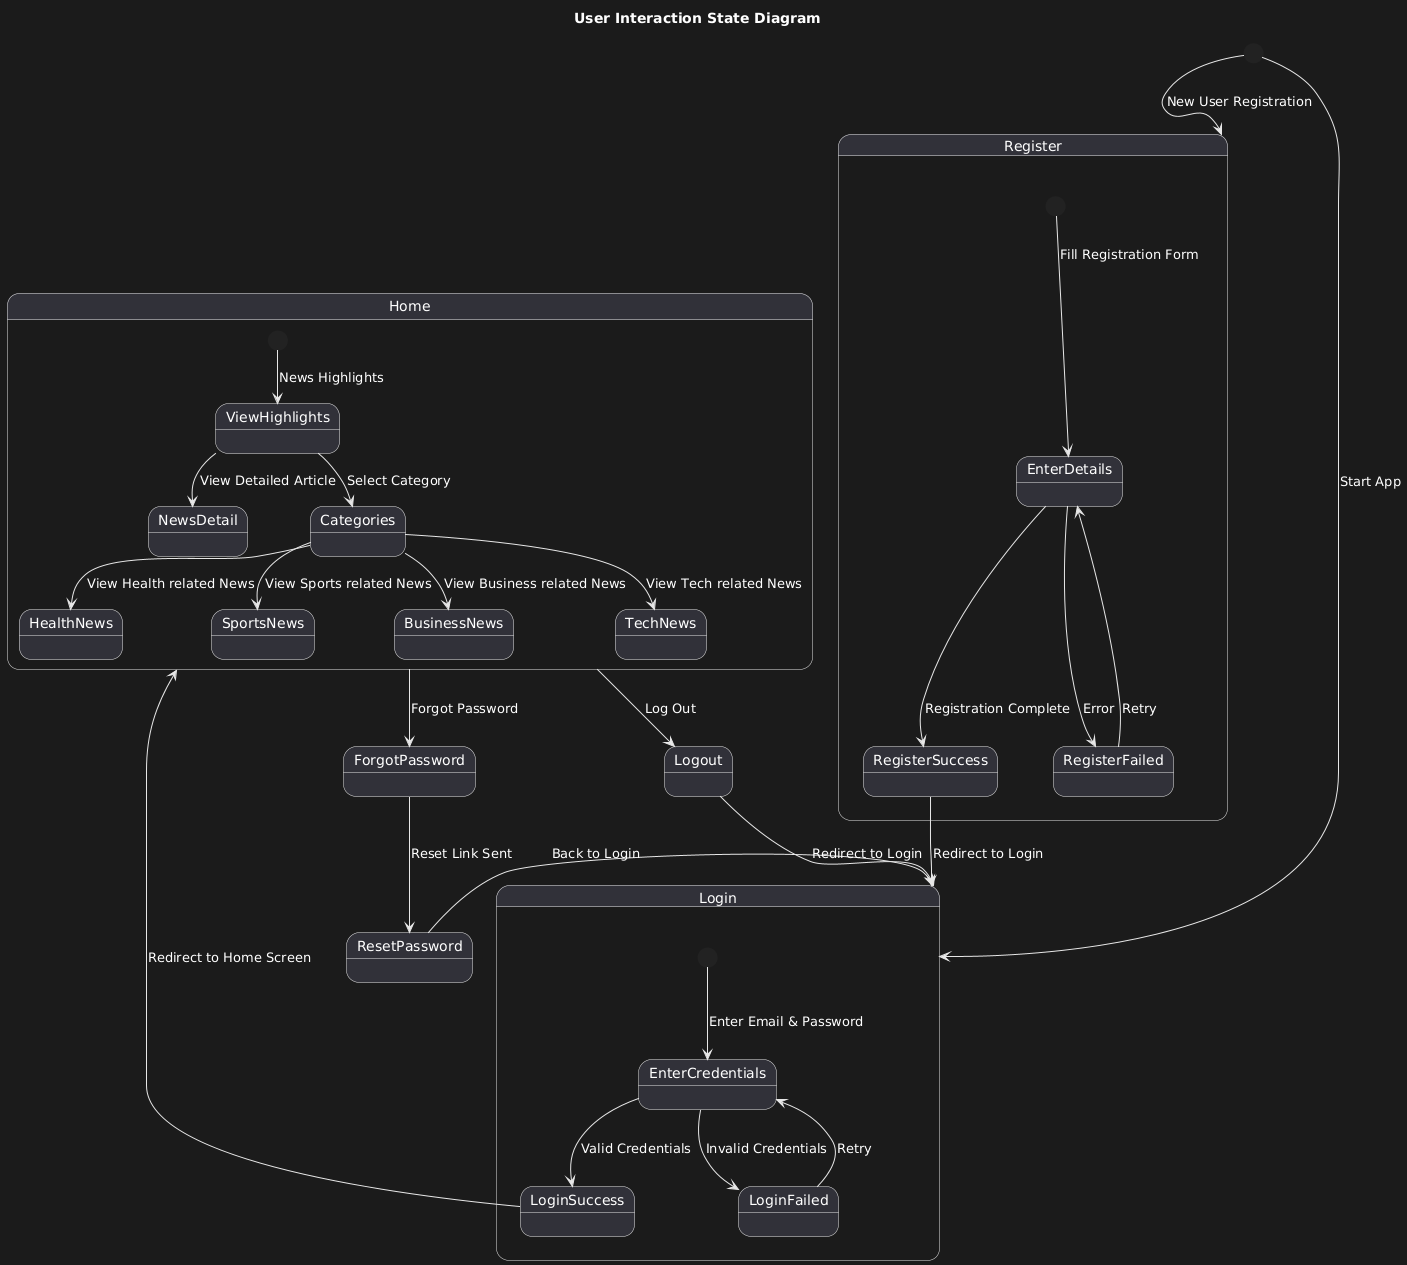 User Interaction State Diagram
New User Registration
Register
Fill Registration Form
Home
News Highlights
ViewHighlights
View Detailed Article
Select Category
Start App
EnterDetails
NewsDetail
Categories
View Health related News
View Sports related News
View Business related News
View Tech related News
HealthNews
SportsNews
BusinessNews
TechNews
Forgot Password
Log Out
Registration Complete
Error
Retry
ForgotPassword
Logout
RegisterSuccess
RegisterFailed
Reset Link Sent
Back to Login
Redirect to Login
Redirect to Login
Login
ResetPassword
Redirect to Home Screen
Enter Email & Password
EnterCredentials
Valid Credentials
Invalid Credentials
Retry
LoginSuccess
LoginFailed